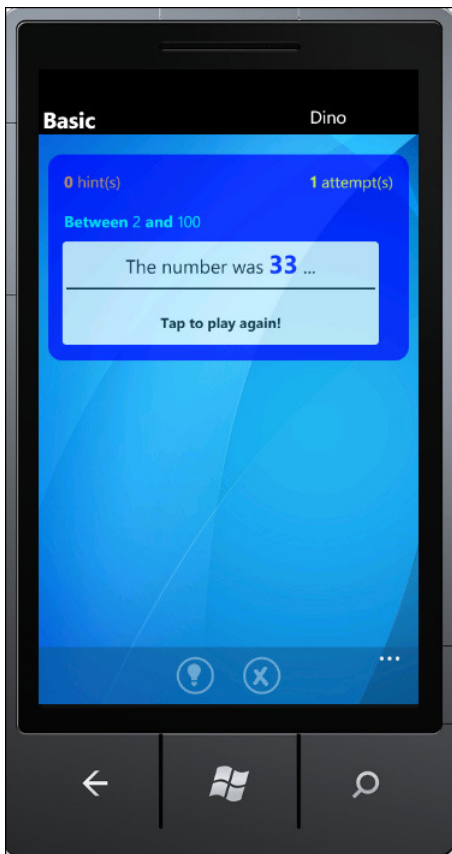 Basic Dino
0 hint(s) 1 attempt(s)
Between 2 and 100
The number was 33 ...
Tap to play again!